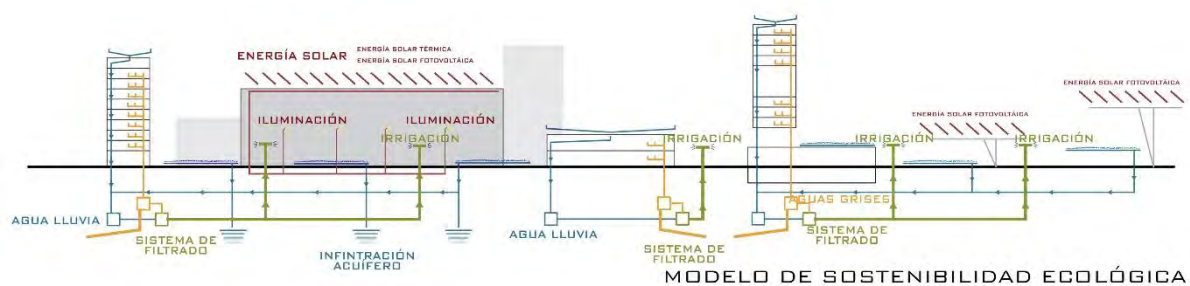 ENERGÍA SOLAR
ENERGÍA SOLAR TÉRMICA
ENERGÍA SOLAR FOTOVOLTÁICA
ILUMINACIÓN
ILUMINACIÓN
IRRIGACIÓN
AGUA LLUVIA
SISTEMA DE
FILTRADO
INFINTRACIÓN
ACUÍFERO
IRRIGACIÓN
AGUA LLUVIA
SISTEMA DE
FILTRADO
ENERGÍA SOLAR FOTOVOLTÁICA
ENERGÍA SOLAR FOTOVOLTÁICA
IRRIGACIÓN
IRRIGACIÓN
AGUAS GRISES
SISTEMA DE
FILTRADO
MODELO DE SOSTENIBILIDAD ECOLÓGICA